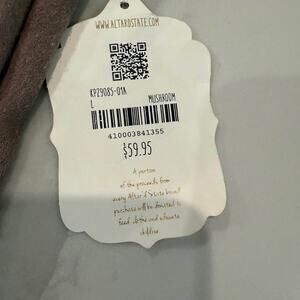 WWW.ALTARDSTATE.COM
KPZ9085-01A
L MUSHROOM
410003841355
$59.95
A portion
of the proceeds from
every Altar'd State brand
purchase will be donated to
feed, clothe and educate
children.